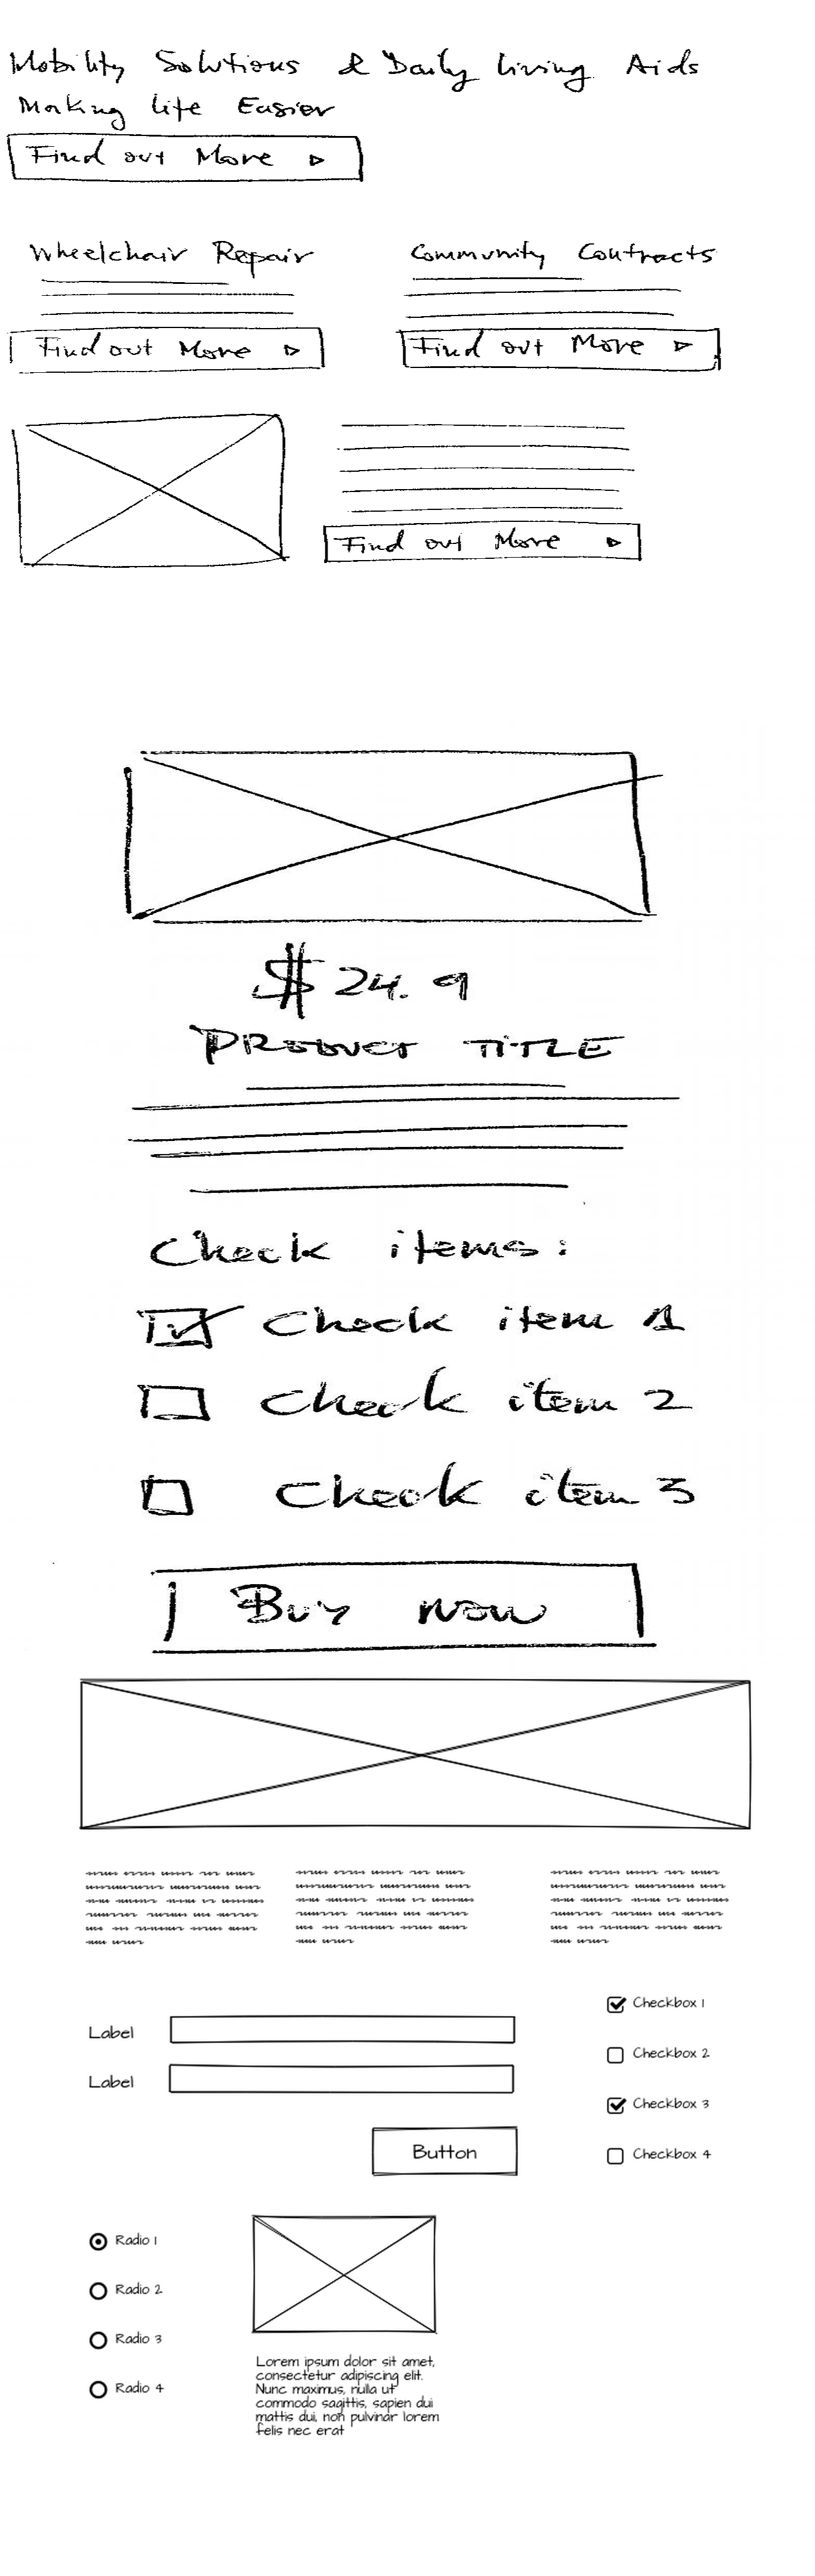 Mobility Solutions & Daily Living Aids
Making Life Easier
Find out More
Wheelchair Repair
Community Contracts
Find out More
Find out More
Find out More
$ 24.9
PRODUCT TITLE
Check items:
Check item 1
Check item 2
Check item 3
Buy now
Checkbox 1
Label
Checkbox 2
Label
Checkbox 3
Button
Checkbox 4
Radio 1
Radio 2
Radio 3
Radio 4
Lorem ipsum dolor sit amet,
consectetur adipiscing elit.
Nunc maximus, nulla ut
commodo sagittis, sapien dui
mattis dui, non pulvinar lorem
felis nec erat